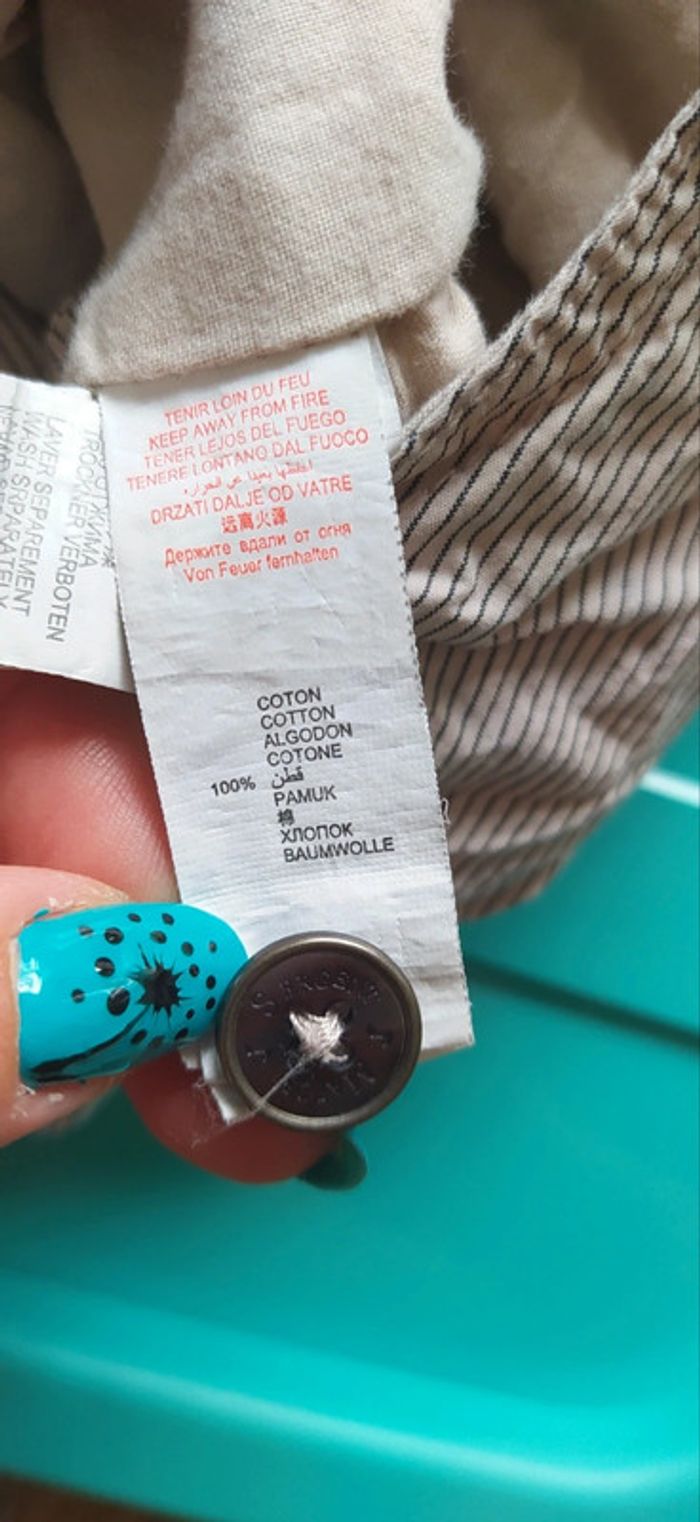 TENIR LOIN DU FEU
KEEP AWAY FROM FIRE
TENER LEJOS DEL FUEGO
TENERE LONTANO DAL FUOCO
DRZATI DALJE OD VATRE
远离火源
Держите вдали от огня
Von Feuer fernhalten
COTON
COTTON
ALGODON
COTONE
100% قطن
PAMUK
棉
ХЛОПОК
BAUMWOLLE
VERBOTEN
LAVER SEPAREMENT
WASH SRPARATELY